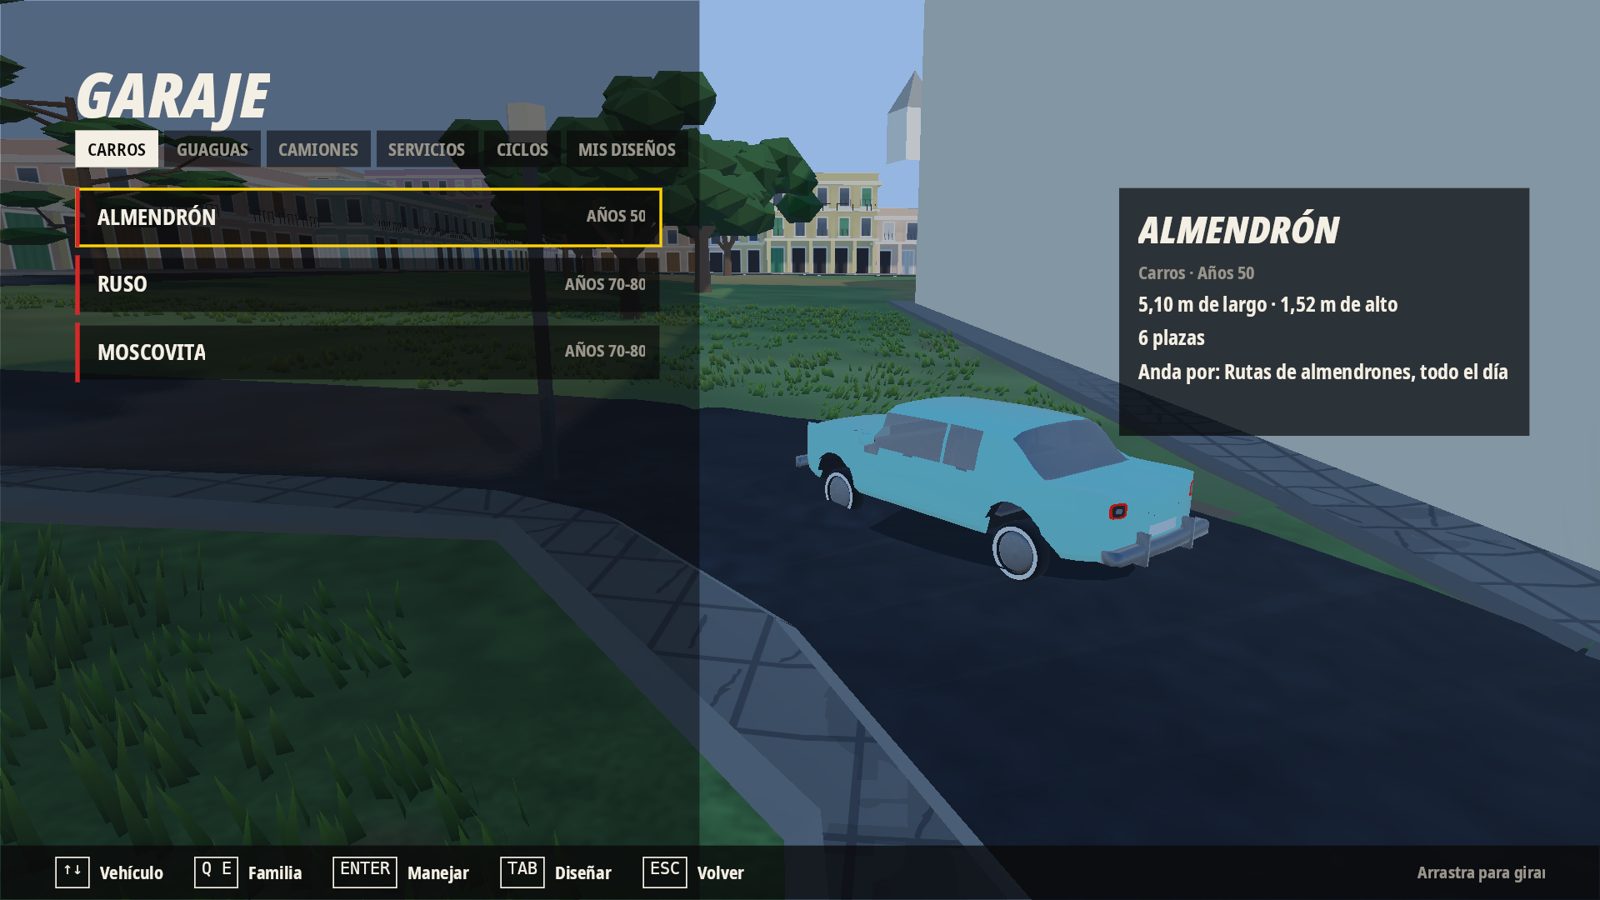 GARAJE
CARROS GUAGUAS CAMIONES SERVICIOS CICLOS MIS DISEÑOS
ALMENDRÓN AÑOS 50
RUSO AÑOS 70-80
MOSCOVITA AÑOS 70-80
ALMENDRÓN
Carros · Años 50
5,10 m de largo · 1,52 m de alto
6 plazas
Anda por: Rutas de almendrones, todo el día
↑↓ Vehículo Q E Familia ENTER Manejar TAB Diseñar ESC Volver Arrastra para girar